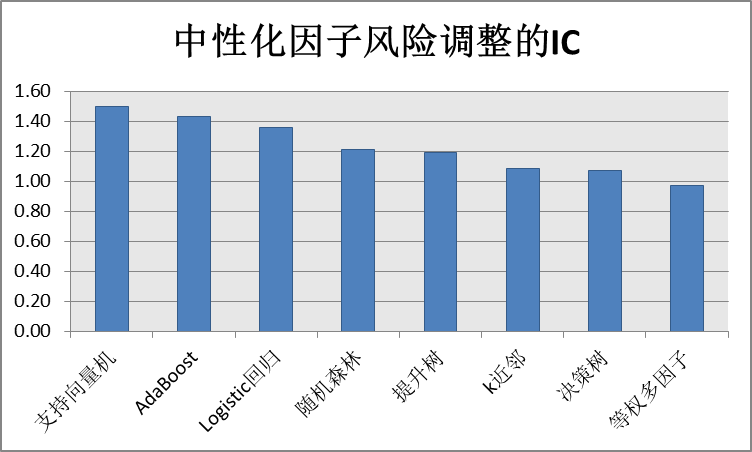 中性化因子风险调整的IC
1.60
1.40
1.20
1.00
0.80
0.60
0.40
0.20
0.00
支持向量机
AdaBoost
Logistic回归
随机森林
提升树
k近邻
决策树
等权多因子